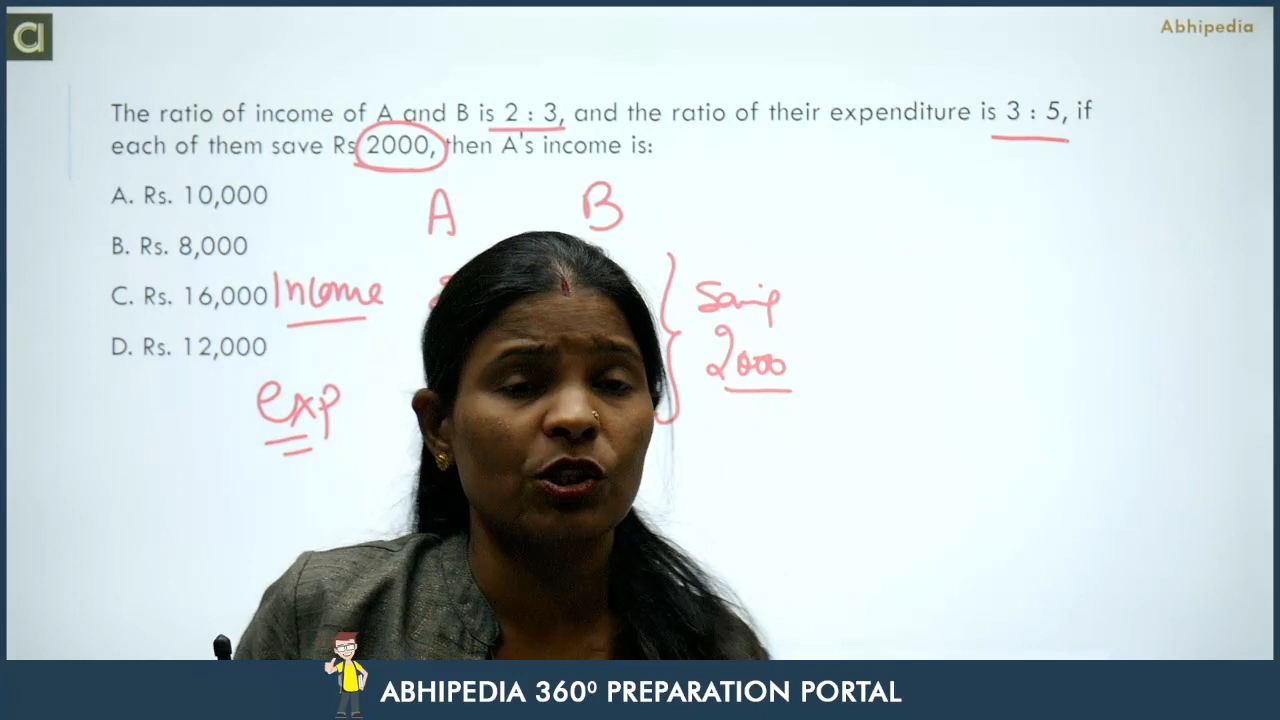 Abhipedia
The ratio of income of A and B is 2 : 3, and the ratio of their expenditure is 3 : 5, if
each of them save Rs 2000, then A's income is:
A. Rs. 10,000
A B
B. Rs. 8,000
C. Rs. 16,000 Income
Saving
2000
D. Rs. 12,000
exp
ABHIPEDIA 360⁰ PREPARATION PORTAL